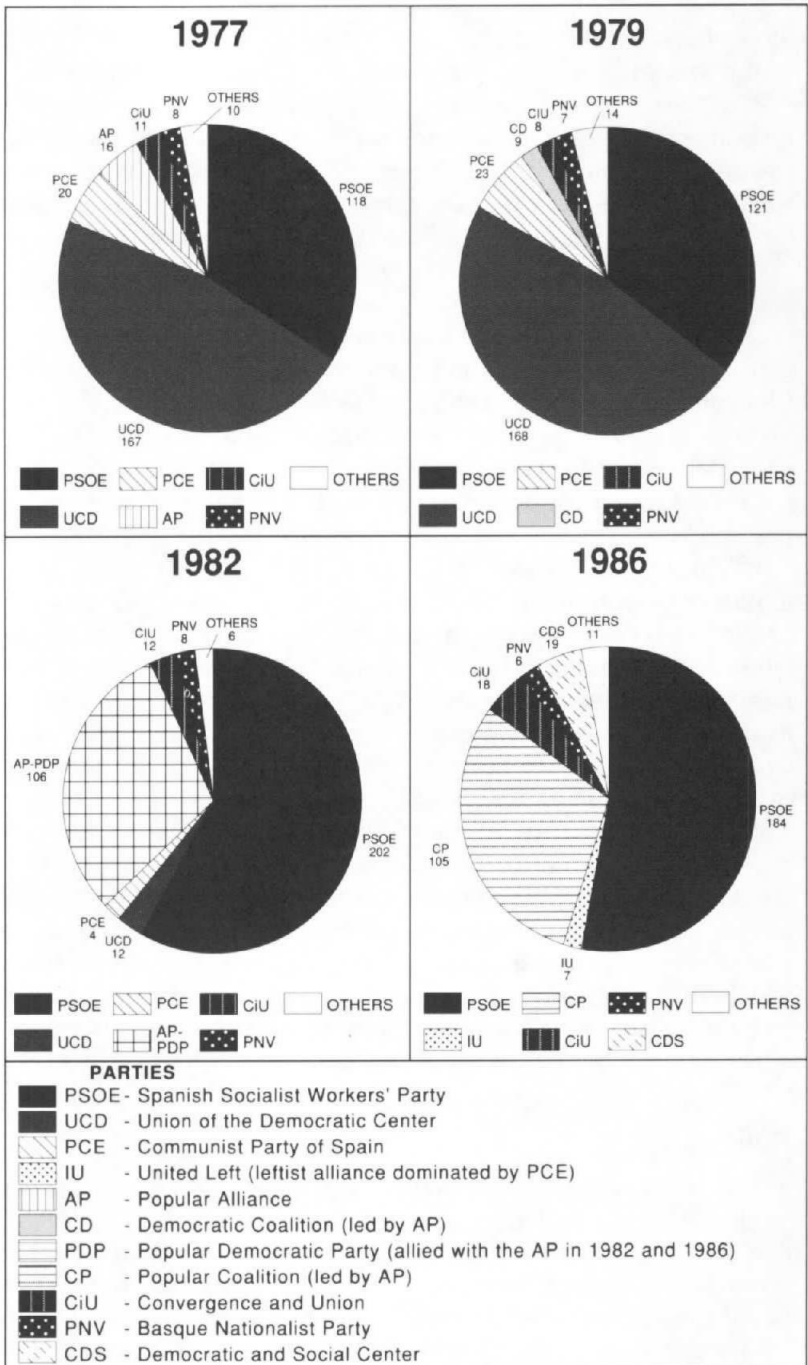 1977
PNV
8
OTHERS
10
CiU
11
AP
16
PCE
20
PSOE
118
UCD
167
PSOE PCE CiU OTHERS
UCD AP PNV
1979
PNV
7
OTHERS
14
CiU
8
CD
9
PCE
23
PSOE
121
UCD
168
PSOE PCE CiU OTHERS
UCD CD PNV
1982
PNV
8
OTHERS
6
CiU
12
AP-PDP
106
PSOE
202
PCE
4
UCD
12
PSOE PCE CiU OTHERS
UCD AP-
PDP PNV
1986
CDS
19
OTHERS
11
PNV
6
CiU
18
CP
105
PSOE
184
IU
7
PSOE CP PNV OTHERS
IU CiU CDS
PARTIES
PSOE - Spanish Socialist Workers' Party
UCD - Union of the Democratic Center
PCE - Communist Party of Spain
IU - United Left (leftist alliance dominated by PCE)
AP - Popular Alliance
CD - Democratic Coalition (led by AP)
PDP - Popular Democratic Party (allied with the AP in 1982 and 1986)
CP - Popular Coalition (led by AP)
CiU - Convergence and Union
PNV - Basque Nationalist Party
CDS - Democratic and Social Center